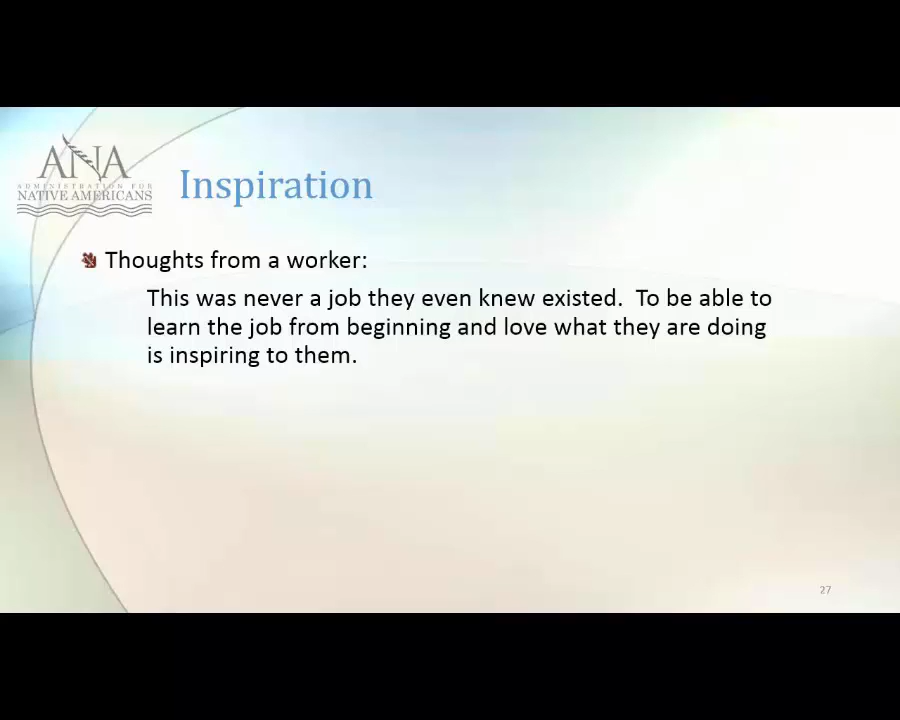 ANA
ADMINISTRATION FOR
NATIVE AMERICANS
Inspiration
Thoughts from a worker:
This was never a job they even knew existed.  To be able to
learn the job from beginning and love what they are doing
is inspiring to them.
27